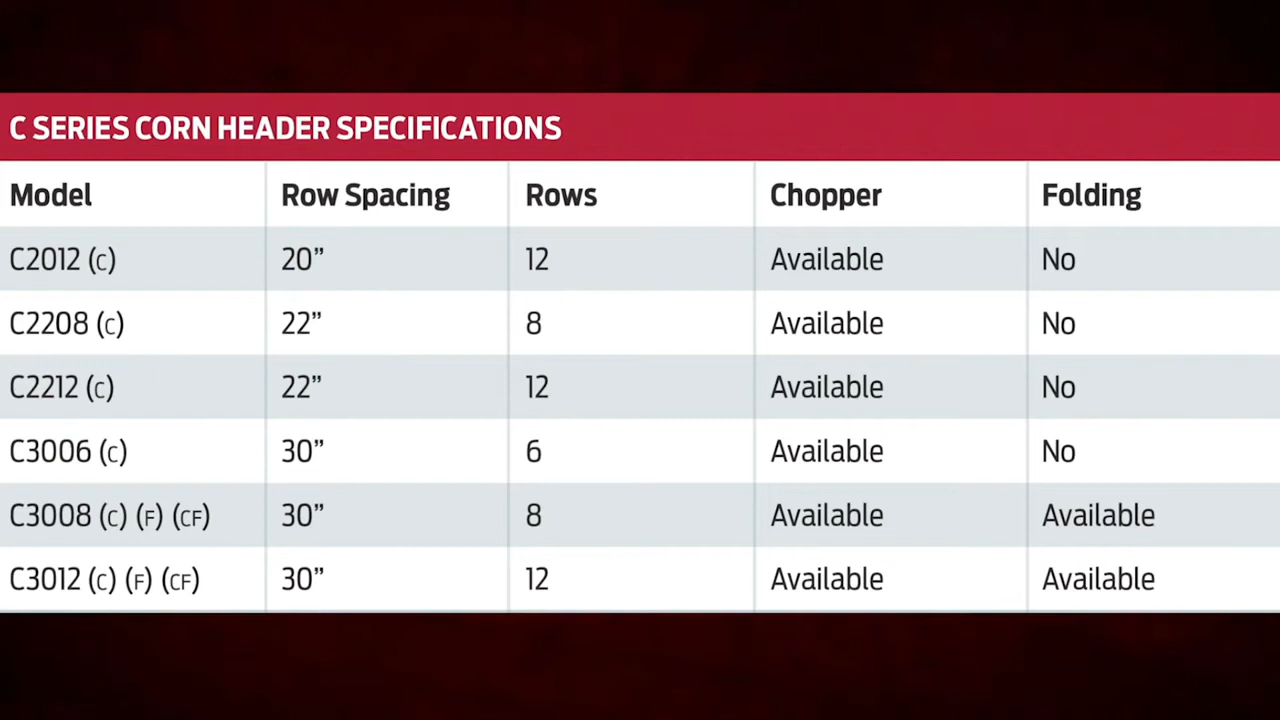 C SERIES CORN HEADER SPECIFICATIONS
Model Row Spacing Rows Chopper Folding
C2012 (C) 20” 12 Available No
C2208 (C) 22” 8 Available No
C2212 (C) 22” 12 Available No
C3006 (C) 30” 6 Available No
C3008 (C) (F) (CF) 30” 8 Available Available
C3012 (C) (F) (CF) 30” 12 Available Available